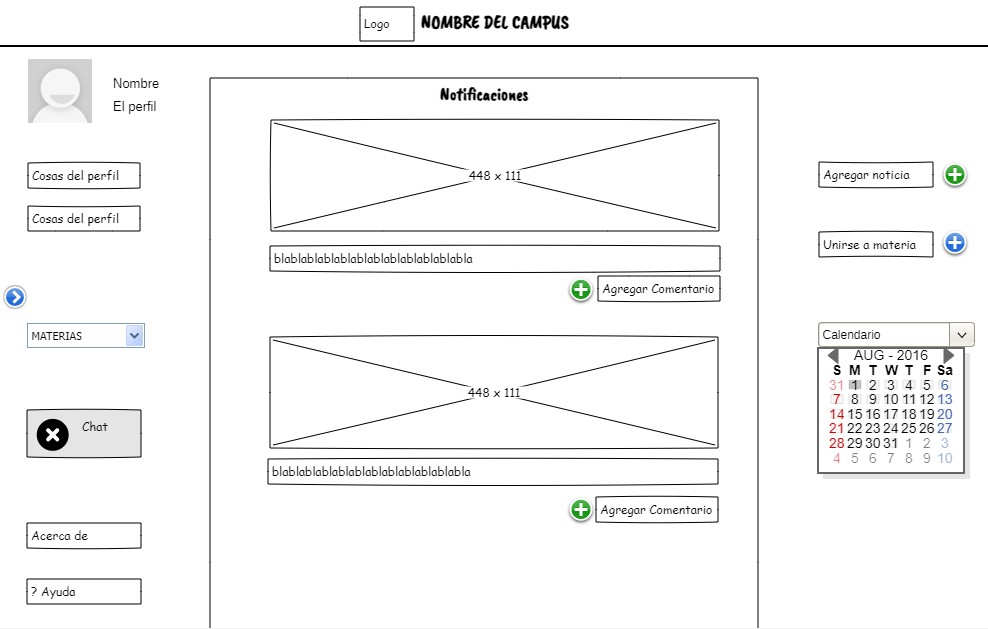 Logo
NOMBRE DEL CAMPUS
Nombre
El perfil
Cosas del perfil
Cosas del perfil
MATERIAS
Chat
Acerca de
? Ayuda
Notificaciones
448 x 111
blablablablablablablablablablablabla
Agregar Comentario
448 x 111
blablablablablablablablablablablabla
Agregar Comentario
Agregar noticia
Unirse a materia
Calendario
AUG - 2016
S M T W T F Sa
31 1 2 3 4 5 6
7 8 9 10 11 12 13
14 15 16 17 18 19 20
21 22 23 24 25 26 27
28 29 30 31 1 2 3
4 5 6 7 8 9 10